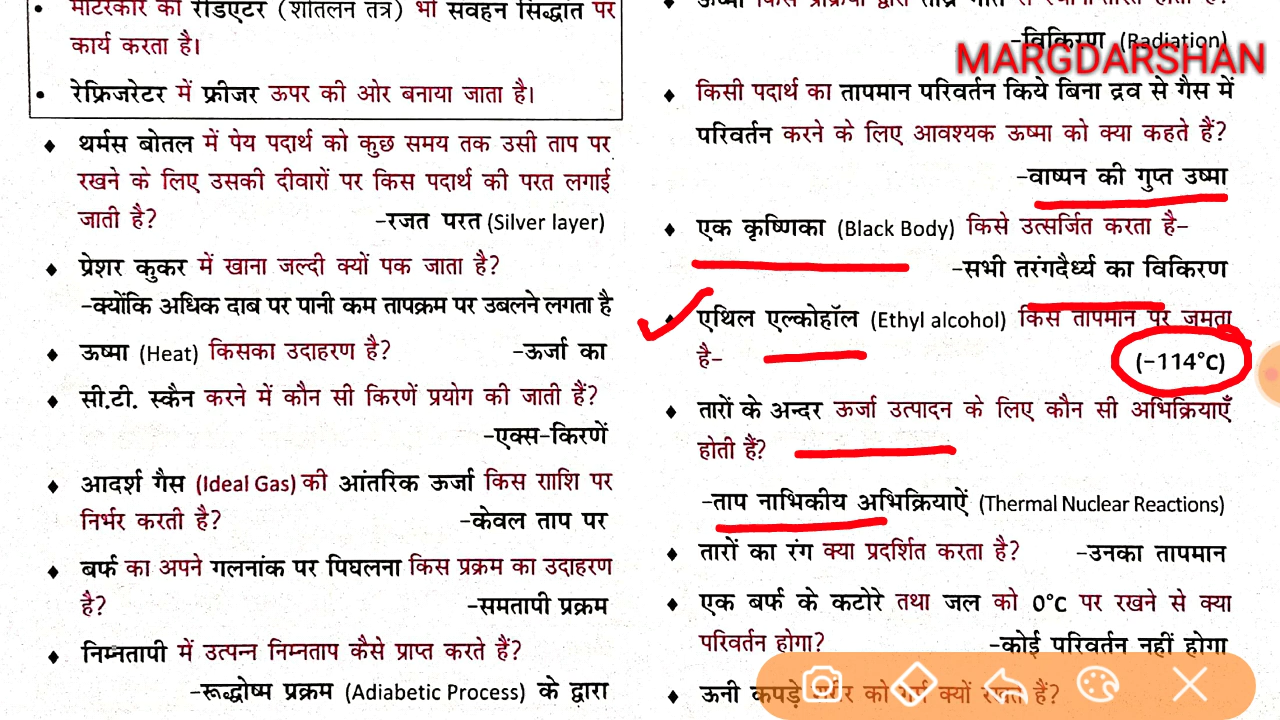 मोटरकार का रेडिएटर (शीतलन तंत्र) भी संवहन सिद्धांत पर
कार्य करता है।
• रेफ्रिजरेटर में फ्रीजर ऊपर की ओर बनाया जाता है।
♦ थर्मस बोतल में पेय पदार्थ को कुछ समय तक उसी ताप पर
रखने के लिए उसकी दीवारों पर किस पदार्थ की परत लगाई
जाती है? -रजत परत (Silver layer)
♦ प्रेशर कुकर में खाना जल्दी क्यों पक जाता है?
-क्योंकि अधिक दाब पर पानी कम तापक्रम पर उबलने लगता है
♦ ऊष्मा (Heat) किसका उदाहरण है? -ऊर्जा का
♦ सी.टी. स्कैन करने में कौन सी किरणें प्रयोग की जाती हैं?
-एक्स-किरणें
♦ आदर्श गैस (Ideal Gas) की आंतरिक ऊर्जा किस राशि पर
निर्भर करती है? -केवल ताप पर
♦ बर्फ का अपने गलनांक पर पिघलना किस प्रक्रम का उदाहरण
है? -समतापी प्रक्रम
♦ निम्नतापी में उत्पन्न निम्नताप कैसे प्राप्त करते हैं?
-रूद्धोष्म प्रक्रम (Adiabetic Process) के द्वारा
-विकिरण (Radiation)
MARGDARSHAN
♦ किसी पदार्थ का तापमान परिवर्तन किये बिना द्रव से गैस में
परिवर्तन करने के लिए आवश्यक ऊष्मा को क्या कहते हैं?
-वाष्पन की गुप्त उष्मा
♦ एक कृष्णिका (Black Body) किसे उत्सर्जित करता है-
-सभी तरंगदैर्ध्य का विकिरण
♦ एथिल एल्कोहॉल (Ethyl alcohol) किस तापमान पर जमता
है- (-114°C)
♦ तारों के अन्दर ऊर्जा उत्पादन के लिए कौन सी अभिक्रियाएँ
होती हैं?
-ताप नाभिकीय अभिक्रियाऐं (Thermal Nuclear Reactions)
♦ तारों का रंग क्या प्रदर्शित करता है? -उनका तापमान
♦ एक बर्फ के कटोरे तथा जल को 0°C पर रखने से क्या
परिवर्तन होगा? -कोई परिवर्तन नहीं होगा
♦ ऊनी कपड़े शरीर को गर्म क्यों रखते हैं?